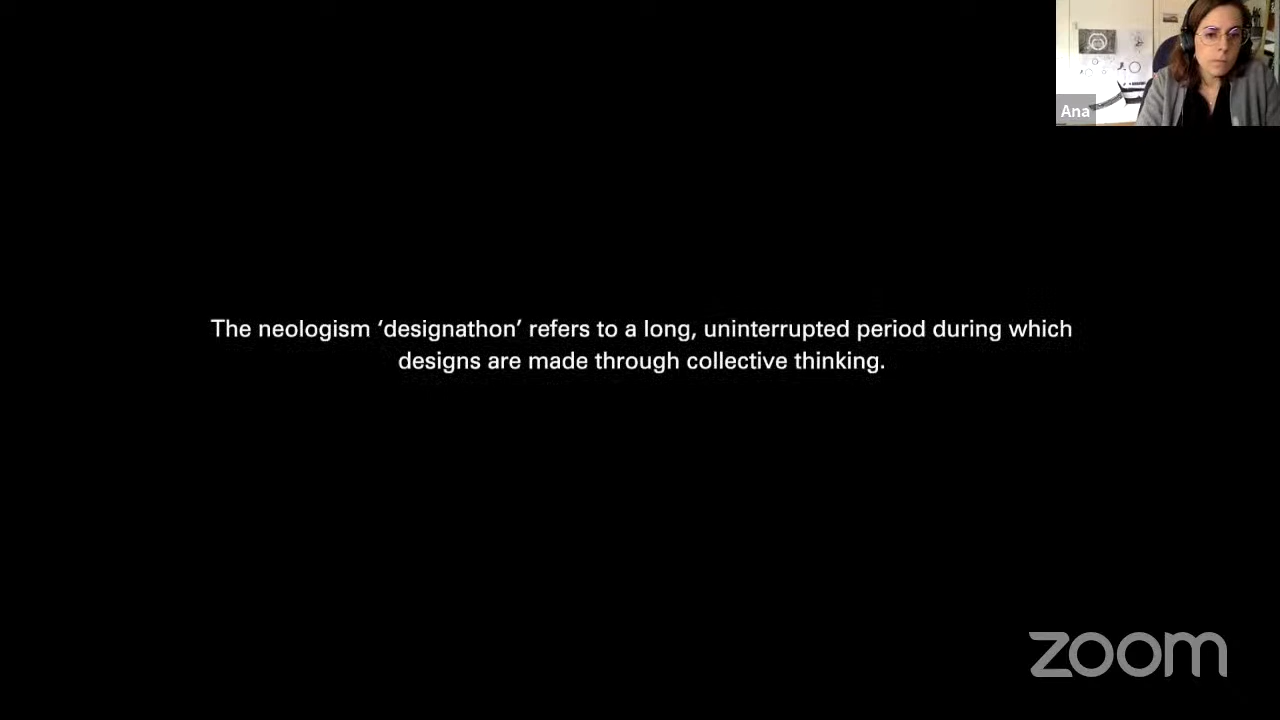 Ana
The neologism ‘designathon’ refers to a long, uninterrupted period during which
designs are made through collective thinking.
zoom